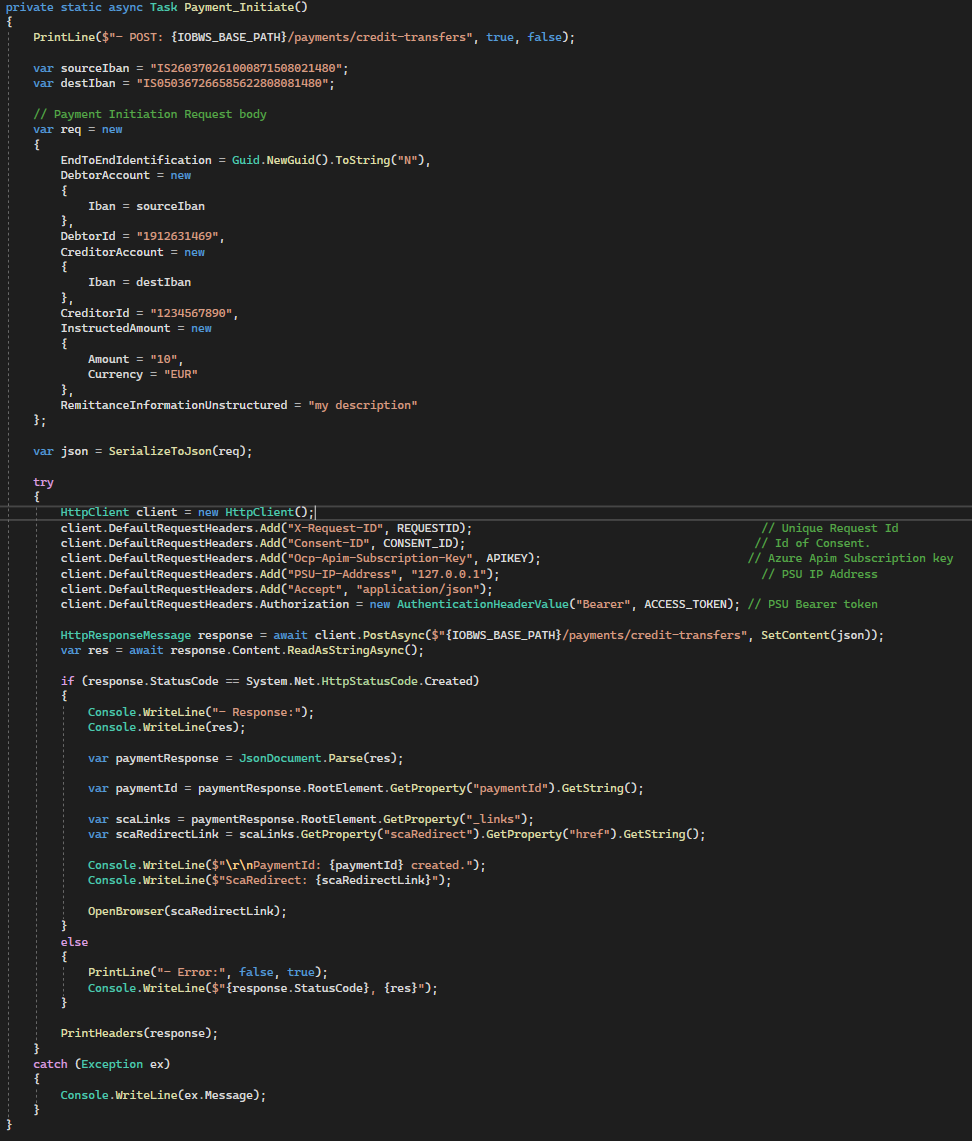 private static async Task Payment_Initiate()
{
PrintLine($"- POST: {IOBWS_BASE_PATH}/payments/credit-transfers", true, false);
var sourceIban = "IS260370261000871508021480";
var destIban = "IS050367266585622808081480";
// Payment Initiation Request body
var req = new
{
EndToEndIdentification = Guid.NewGuid().ToString("N"),
DebtorAccount = new
{
Iban = sourceIban
},
DebtorId = "1912631469",
CreditorAccount = new
{
Iban = destIban
},
CreditorId = "1234567890",
InstructedAmount = new
{
Amount = "10",
Currency = "EUR"
},
RemittanceInformationUnstructured = "my description"
};
var json = SerializeToJson(req);
try
{
HttpClient client = new HttpClient();
client.DefaultRequestHeaders.Add("X-Request-ID", REQUESTID); // Unique Request Id
client.DefaultRequestHeaders.Add("Consent-ID", CONSENT_ID); // Id of Consent.
client.DefaultRequestHeaders.Add("Ocp-Apim-Subscription-Key", APIKEY); // Azure Apim Subscription key
client.DefaultRequestHeaders.Add("PSU-IP-Address", "127.0.0.1"); // PSU IP Address
client.DefaultRequestHeaders.Add("Accept", "application/json");
client.DefaultRequestHeaders.Authorization = new AuthenticationHeaderValue("Bearer", ACCESS_TOKEN); // PSU Bearer token
HttpResponseMessage response = await client.PostAsync($"{IOBWS_BASE_PATH}/payments/credit-transfers", SetContent(json));
var res = await response.Content.ReadAsStringAsync();
if (response.StatusCode == System.Net.HttpStatusCode.Created)
{
Console.WriteLine("- Response:");
Console.WriteLine(res);
var paymentResponse = JsonDocument.Parse(res);
var paymentId = paymentResponse.RootElement.GetProperty("paymentId").GetString();
var scaLinks = paymentResponse.RootElement.GetProperty("_links");
var scaRedirectLink = scaLinks.GetProperty("scaRedirect").GetProperty("href").GetString();
Console.WriteLine($"\r\nPaymentId: {paymentId} created.");
Console.WriteLine($"ScaRedirect: {scaRedirectLink}");
OpenBrowser(scaRedirectLink);
}
else
{
PrintLine("- Error:", false, true);
Console.WriteLine($"{response.StatusCode}, {res}");
}
PrintHeaders(response);
}
catch (Exception ex)
{
Console.WriteLine(ex.Message);
}
}